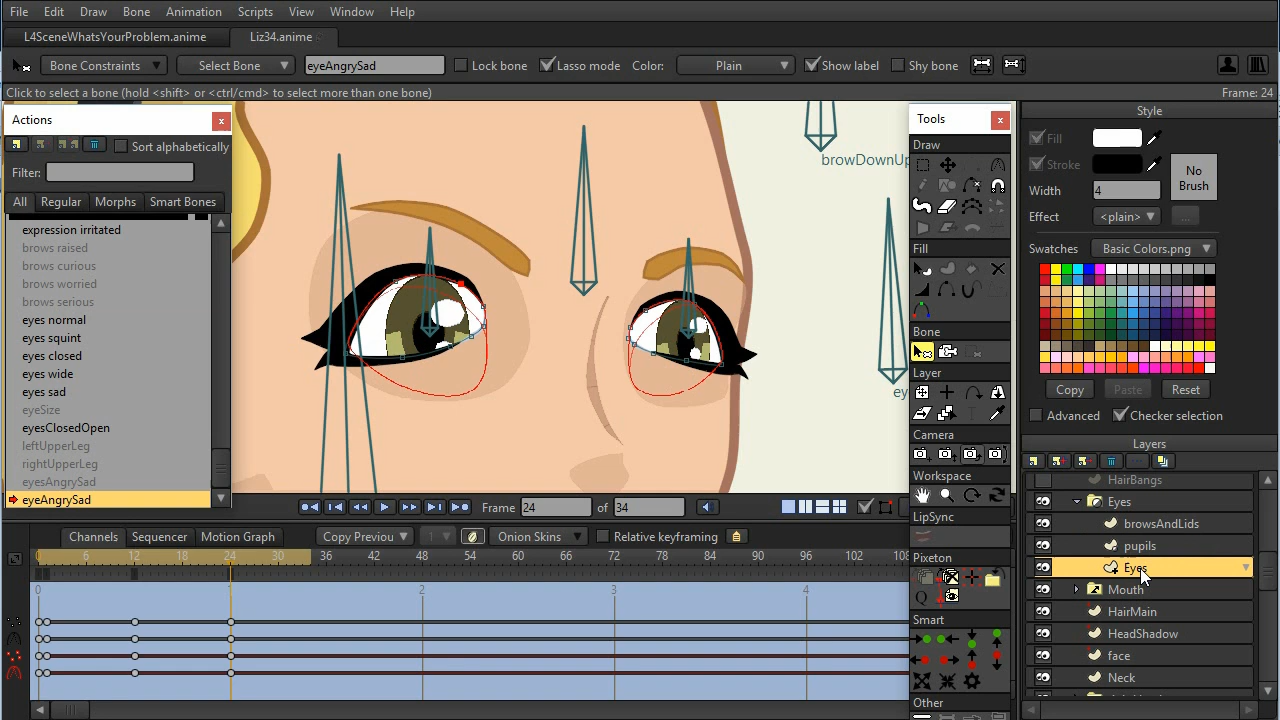 File Edit Draw Bone Animation Scripts View Window Help
L4SceneWhatsYourProblem.anime Liz34.anime
Bone Constraints Select Bone eyeAngrySad Lock bone Lasso mode Color: Plain Show label Shy bone
Click to select a bone (hold <shift> or <ctrl/cmd> to select more than one bone) Frame: 24
Actions
Sort alphabetically
Filter:
All Regular Morphs Smart Bones
expression irritated
brows raised
brows curious
brows worried
brows serious
eyes normal
eyes squint
eyes closed
eyes wide
eyes sad
eyeSize
eyesClosedOpen
leftUpperLeg
rightUpperLeg
eyesAngrySad
eyeAngrySad
browDownUp
ey
Tools
Draw
Fill
Bone
Layer
Camera
Workspace
LipSync
Pixeton
Smart
Other
Style
Fill
Stroke
No Brush
Width 4
Effect <plain> ...
Swatches Basic Colors.png
Copy Paste Reset
Advanced Checker selection
Layers
HairBangs
Eyes
browsAndLids
pupils
Eyes
Mouth
HairMain
HeadShadow
face
Neck
Frame 24 of 34
Channels Sequencer Motion Graph Copy Previou 1 Onion Skins Relative keyframing
0 6 12 18 24 30 36 42 48 54 60 66 72 78 84 90 96 102 108
0 1 2 3 4